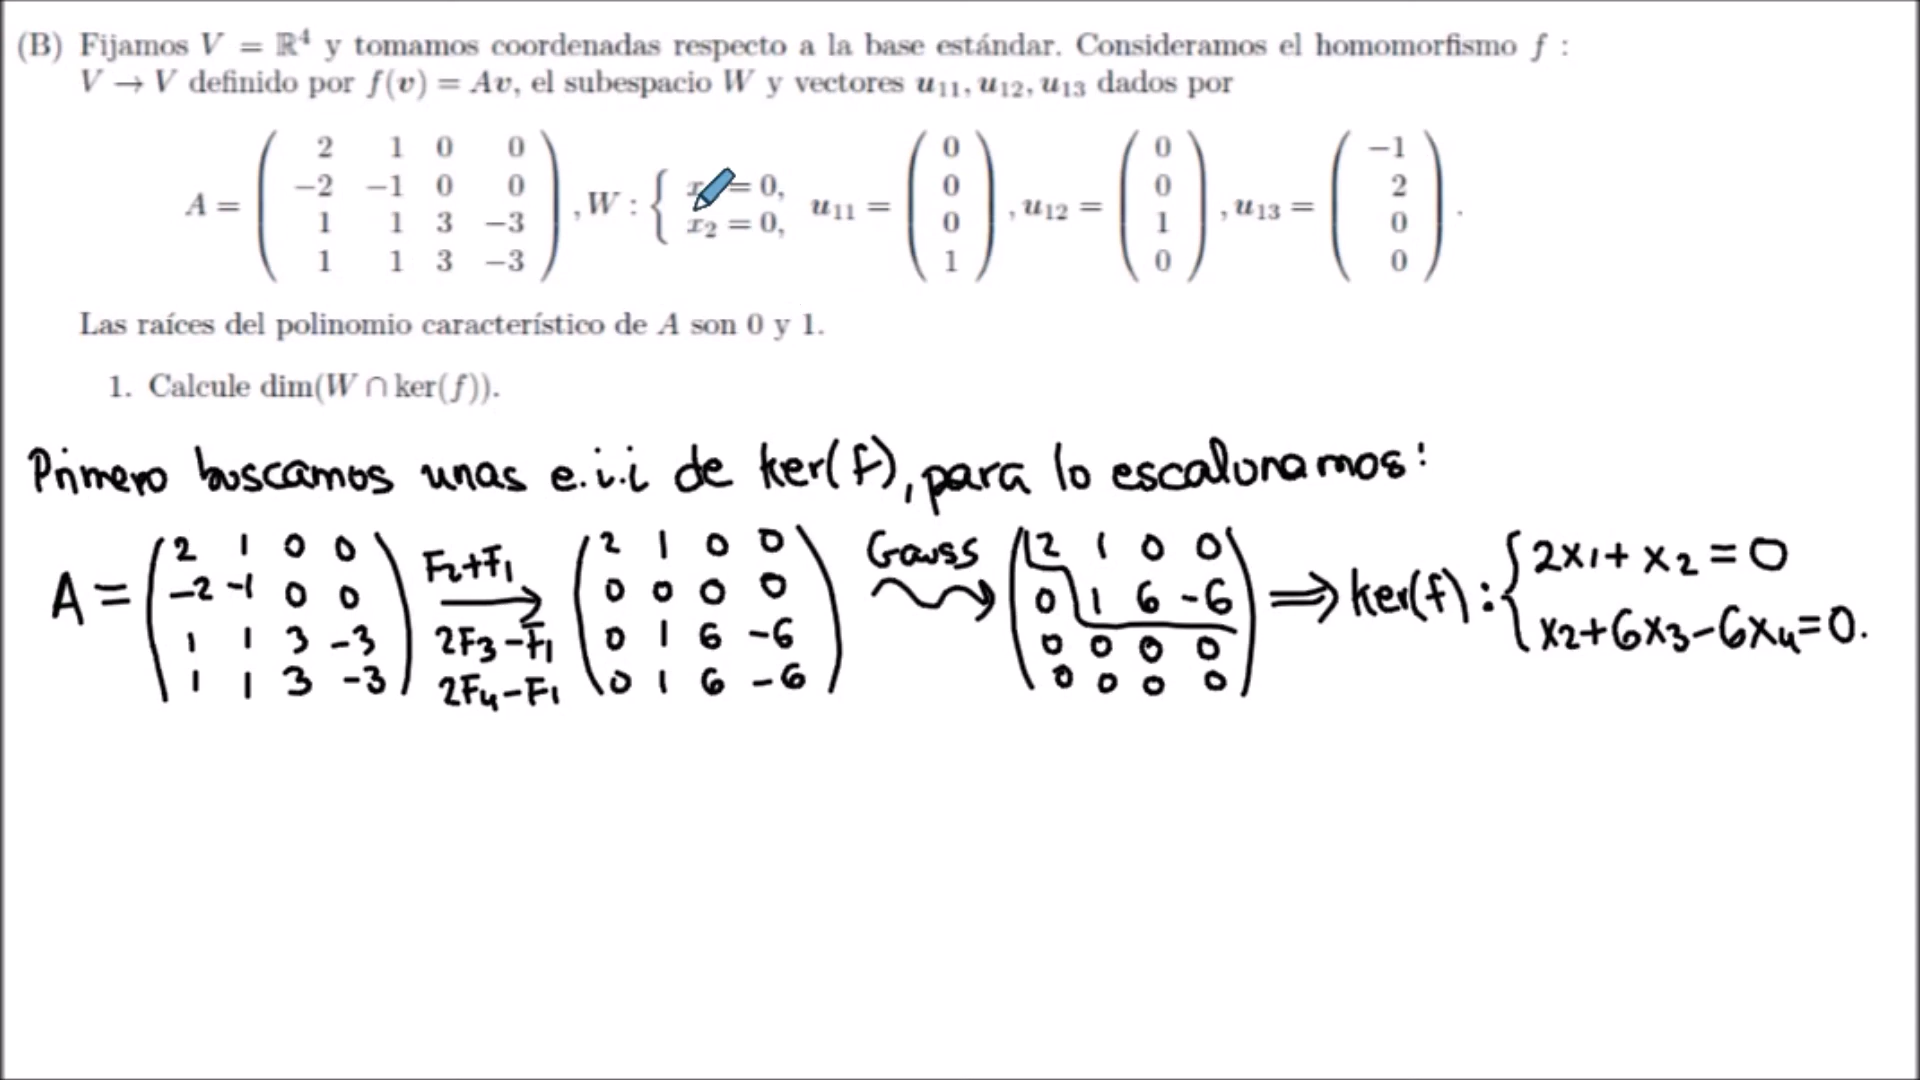 (B) Fijamos V = ℝ⁴ y tomamos coordenadas respecto a la base estándar. Consideramos el homomorfismo f :
V → V definido por f(v) = Av, el subespacio W y vectores u₁₁, u₁₂, u₁₃ dados por
A = ( 2 1 0 0 ; −2 −1 0 0 ; 1 1 3 −3 ; 1 1 3 −3 ) , W : { = 0, x₂ = 0, u₁₁ = ( 0 0 0 1 ) , u₁₂ = ( 0 0 1 0 ) , u₁₃ = ( −1 2 0 0 ) .
Las raíces del polinomio característico de A son 0 y 1.
1. Calcule dim(W ∩ ker(f)).
Primero buscamos unas e.i.i de ker(f), para lo escalonamos:
A = ( 2 1 0 0 ; −2 −1 0 0 ; 1 1 3 −3 ; 1 1 3 −3 ) F₂+F₁ → 2F₃−F₁ 2F₄−F₁ ( 2 1 0 0 ; 0 0 0 0 ; 0 1 6 −6 ; 0 1 6 −6 ) Gauss ⇝ ( 2 1 0 0 ; 0 1 6 −6 ; 0 0 0 0 ; 0 0 0 0 ) ⟹ ker(f) : { 2x₁ + x₂ = 0 x₂+6x₃−6x₄=0.